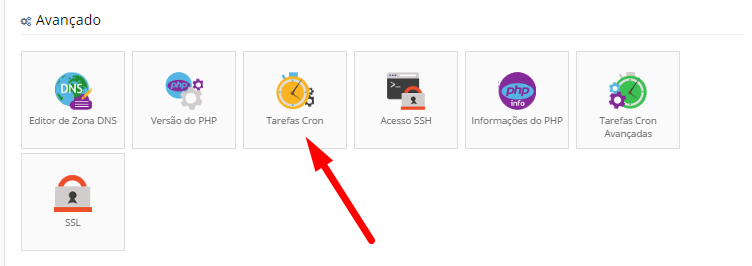 Avançado
DNS
php
>_
php
info
php
Editor de Zona DNS
Versão do PHP
Tarefas Cron
Acesso SSH
Informações do PHP
Tarefas Cron
Avançadas
SSL